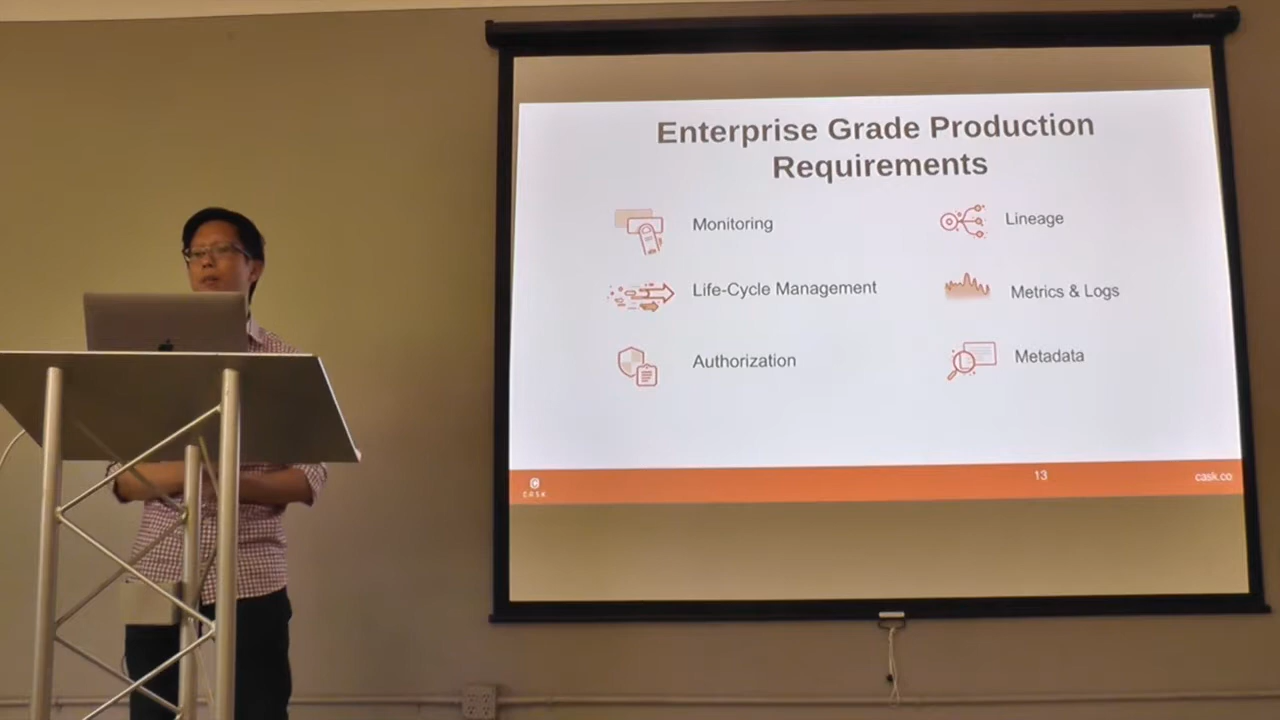 Enterprise Grade Production
Requirements
Monitoring
Lineage
Life-Cycle Management
Metrics & Logs
Authorization
Metadata
CASK
13
cask.co